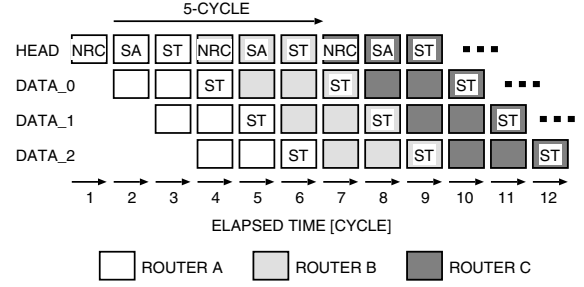 5-CYCLE
HEAD NRC SA ST NRC SA ST NRC SA ST
DATA_0 ST ST ST
DATA_1 ST ST ST
DATA_2 ST ST ST
1 2 3 4 5 6 7 8 9 10 11 12
ELAPSED TIME [CYCLE]
ROUTER A ROUTER B ROUTER C